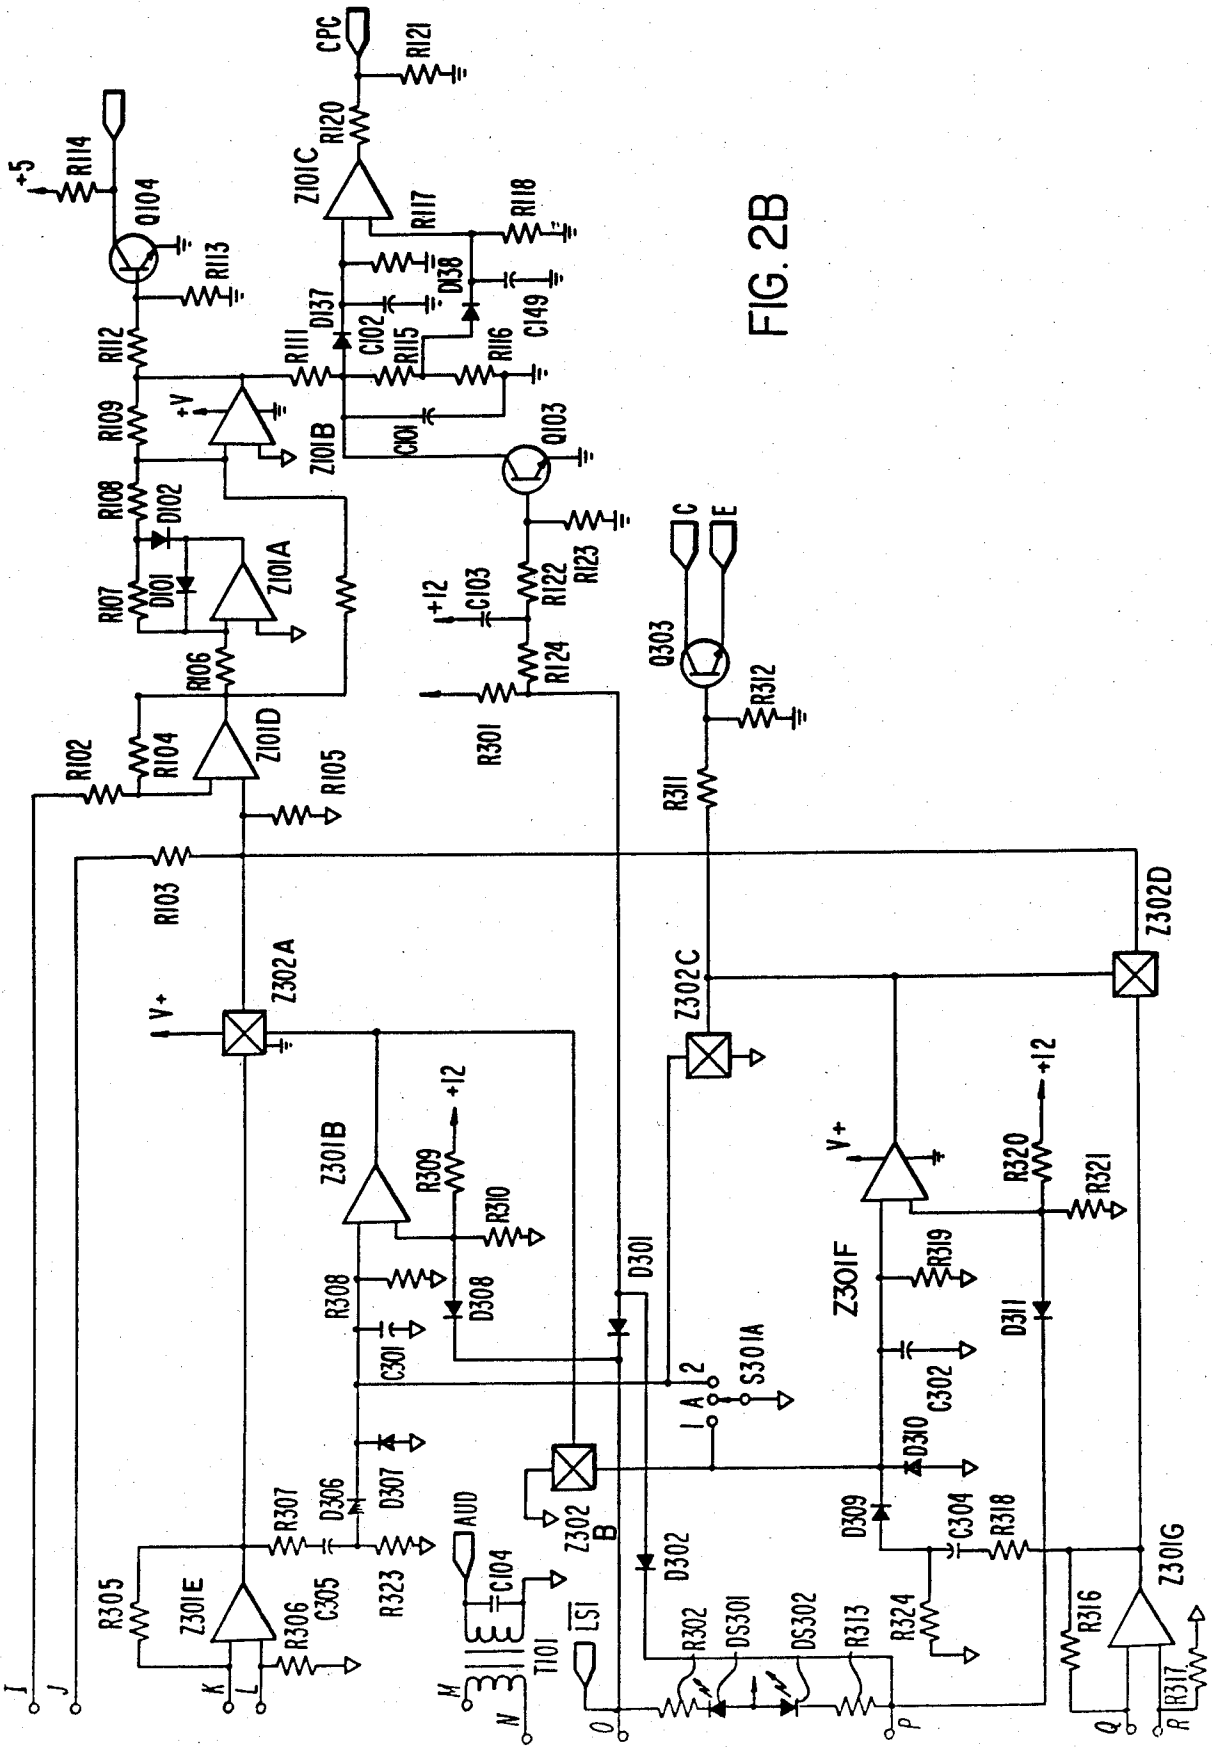 +5
R114
Q104
R113
R112
R109
+V
Z101B
R108
D102
R107
D101
Z101A
R106
R102
R104
Z101D
R105
R103
CPC
R121
R120
Z101C
R117
R118
D137
D138
C149
C102
R111
R115
R116
C101
Q103
R123
R122
+12
C103
R124
R301
FIG. 2B
C
E
Q303
R312
R311
Z302D
Z302C
V+
Z302A
Z301B
R309
+12
R310
R308
D308
C301
D301
2
A
1
S301A
V+
Z301F
R320
+12
R321
R319
D311
C302
D310
D309
C304
R318
R324
Z301G
R316
R317
R307
D306
D307
C305
R323
R305
Z301E
R306
AUD
C104
T101
Z302
B
D302
LS1
R302
DS301
DS302
R313
I
J
K
L
M
N
O
P
Q
R